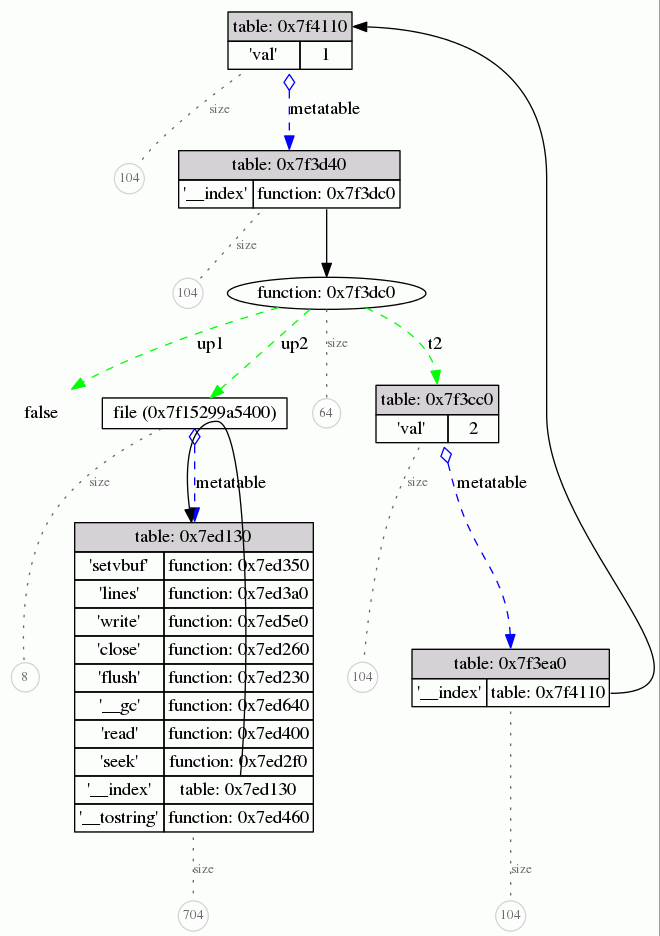 table: 0x7f4110
'val' 1
size
metatable
104
table: 0x7f3d40
'__index' function: 0x7f3dc0
size
104
function: 0x7f3dc0
up1
up2
size
t2
false
file (0x7f15299a5400)
64
table: 0x7f3cc0
'val' 2
size
metatable
size
metatable
table: 0x7ed130
'setvbuf' function: 0x7ed350
'lines' function: 0x7ed3a0
'write' function: 0x7ed5e0
'close' function: 0x7ed260
'flush' function: 0x7ed230
'__gc' function: 0x7ed640
'read' function: 0x7ed400
'seek' function: 0x7ed2f0
'__index' table: 0x7ed130
'__tostring' function: 0x7ed460
8
104
table: 0x7f3ea0
'__index' table: 0x7f4110
size
size
704
104